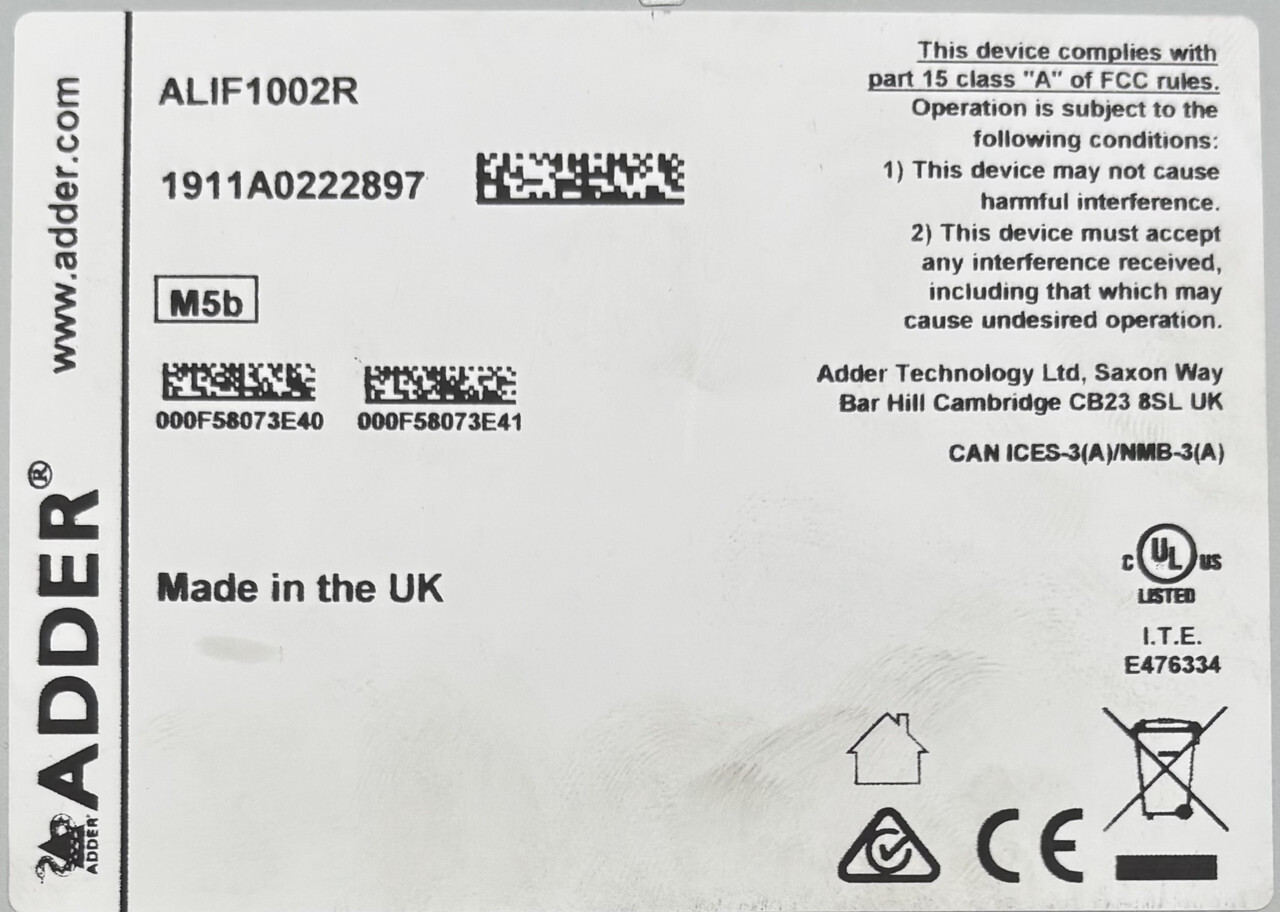 www.adder.com
ADDER®
ADDER®
ALIF1002R
1911A0222897
M5b
000F58073E40 000F58073E41
Made in the UK
This device complies with
part 15 class "A" of FCC rules.
Operation is subject to the
following conditions:
1) This device may not cause
harmful interference.
2) This device must accept
any interference received,
including that which may
cause undesired operation.
Adder Technology Ltd, Saxon Way
Bar Hill Cambridge CB23 8SL UK
CAN ICES-3(A)/NMB-3(A)
C UL US
LISTED
I.T.E.
E476334
CE